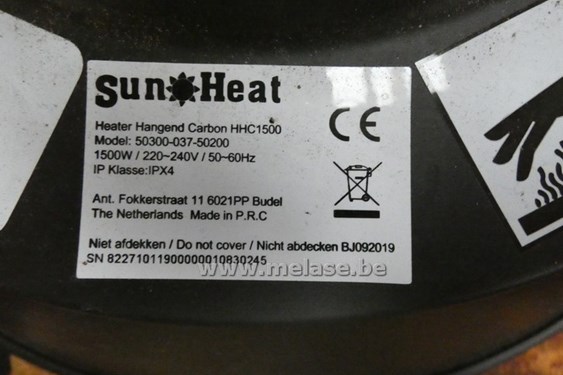 Sun Heat
Heater Hangend Carbon HHC1500
Model: 50300-037-50200
1500W / 220~240V / 50~60Hz
IP Klasse:IPX4
CE
Ant. Fokkerstraat 11 6021PP Budel
The Netherlands Made in P.R.C
Niet afdekken / Do not cover / Nicht abdecken BJ092019
SN 82271011900000010830245
www.melase.be